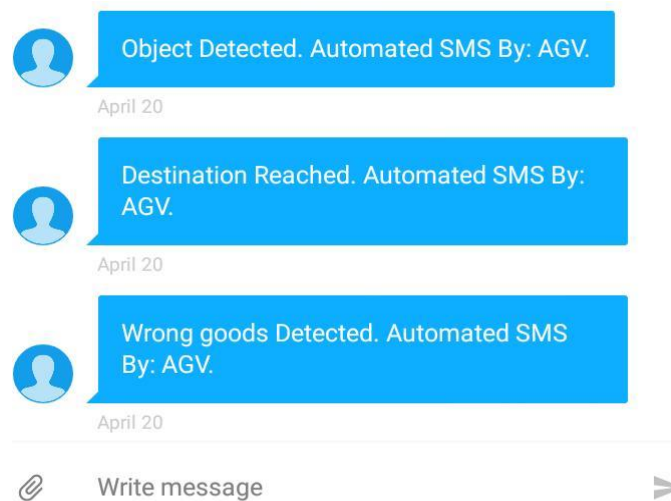 Object Detected. Automated SMS By: AGV.
April 20
Destination Reached. Automated SMS By:
AGV.
April 20
Wrong goods Detected. Automated SMS
By: AGV.
April 20
Write message